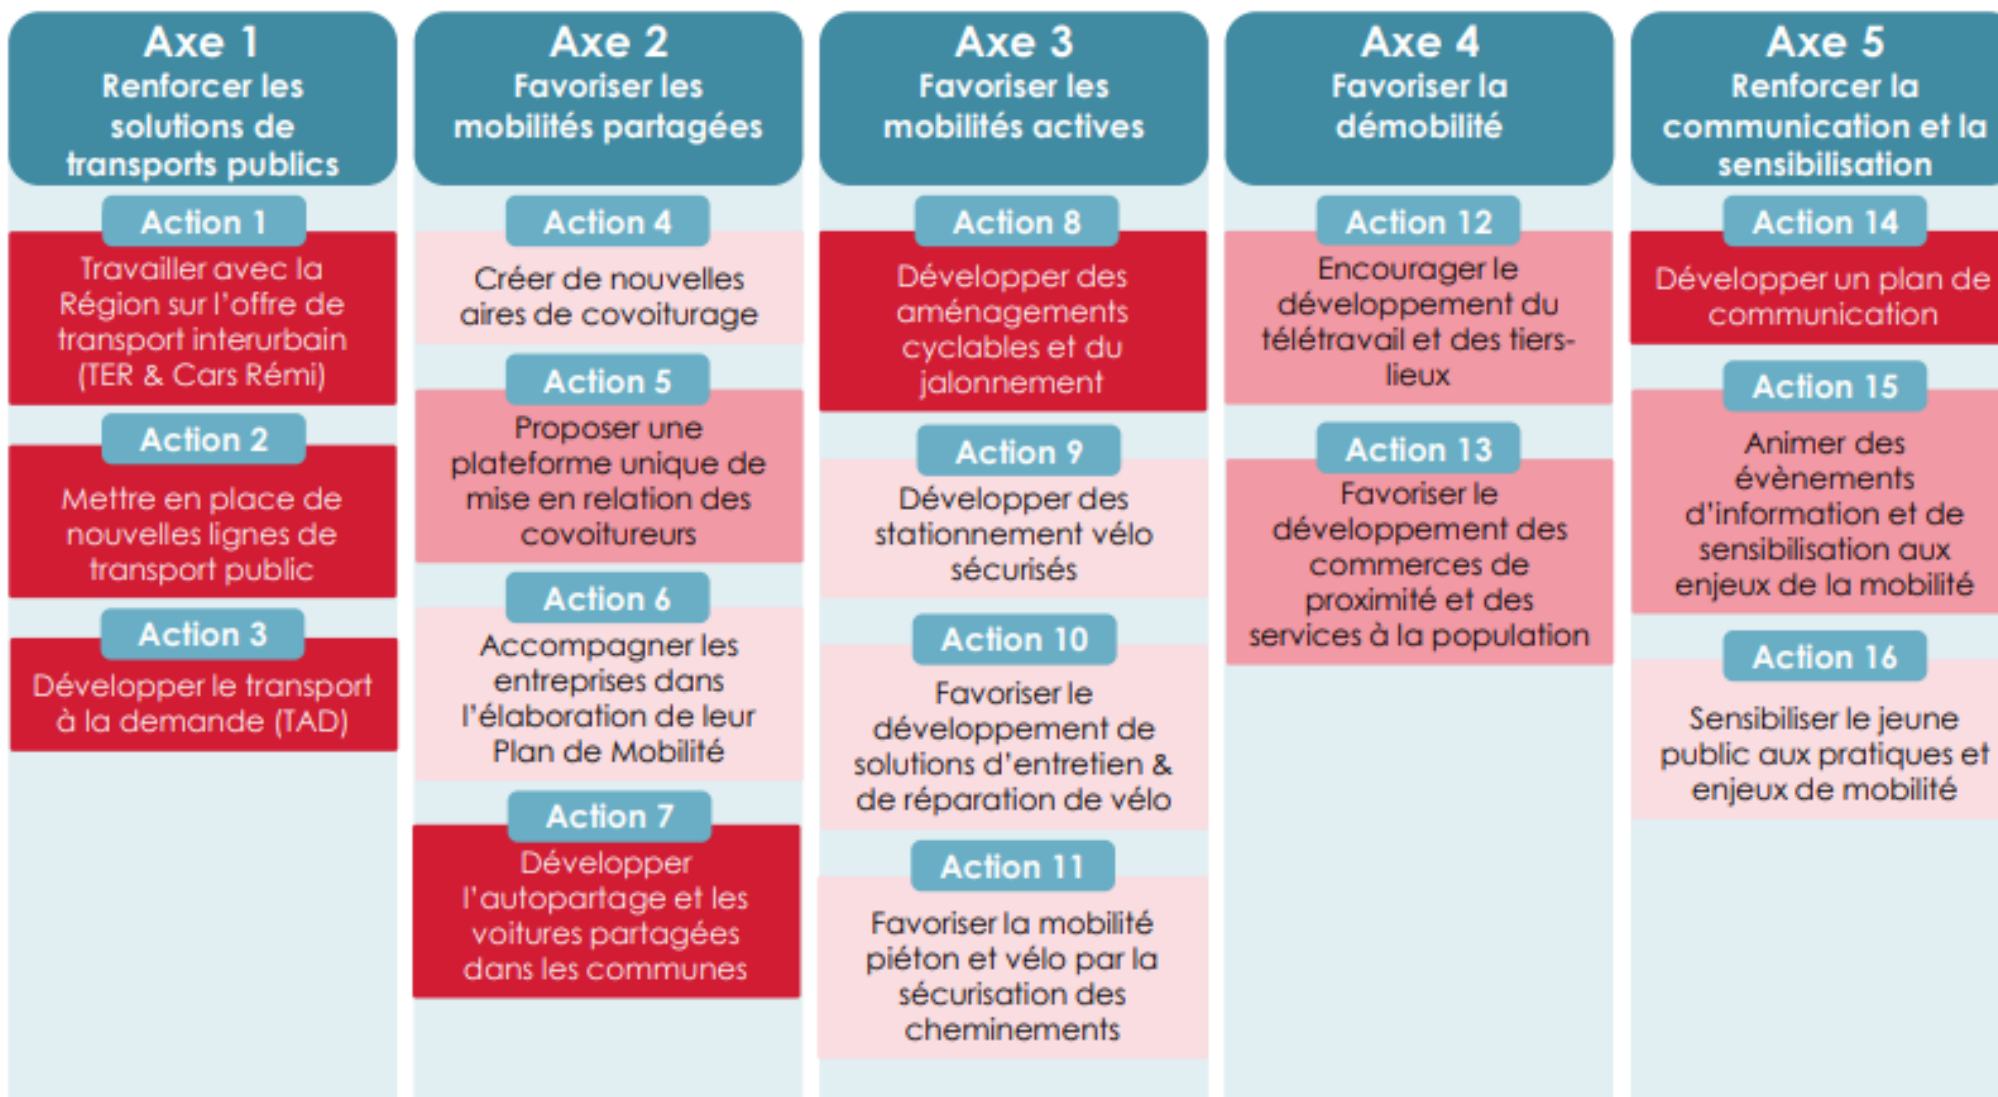 Axe 1
Renforcer les
solutions de
transports publics
Action 1
Travailler avec la
Région sur l'offre de
transport interurbain
(TER & Cars Rémi)
Action 2
Mettre en place de
nouvelles lignes de
transport public
Action 3
Développer le transport
à la demande (TAD)
Axe 2
Favoriser les
mobilités partagées
Action 4
Créer de nouvelles
aires de covoiturage
Action 5
Proposer une
plateforme unique de
mise en relation des
covoitureurs
Action 6
Accompagner les
entreprises dans
l'élaboration de leur
Plan de Mobilité
Action 7
Développer
l'autopartage et les
voitures partagées
dans les communes
Axe 3
Favoriser les
mobilités actives
Action 8
Développer des
aménagements
cyclables et du
jalonnement
Action 9
Développer des
stationnement vélo
sécurisés
Action 10
Favoriser le
développement de
solutions d'entretien &
de réparation de vélo
Action 11
Favoriser la mobilité
piéton et vélo par la
sécurisation des
cheminements
Axe 4
Favoriser la
démobilité
Action 12
Encourager le
développement du
télétravail et des tiers-
lieux
Action 13
Favoriser le
développement des
commerces de
proximité et des
services à la population
Axe 5
Renforcer la
communication et la
sensibilisation
Action 14
Développer un plan de
communication
Action 15
Animer des
évènements
d'information et de
sensibilisation aux
enjeux de la mobilité
Action 16
Sensibiliser le jeune
public aux pratiques et
enjeux de mobilité